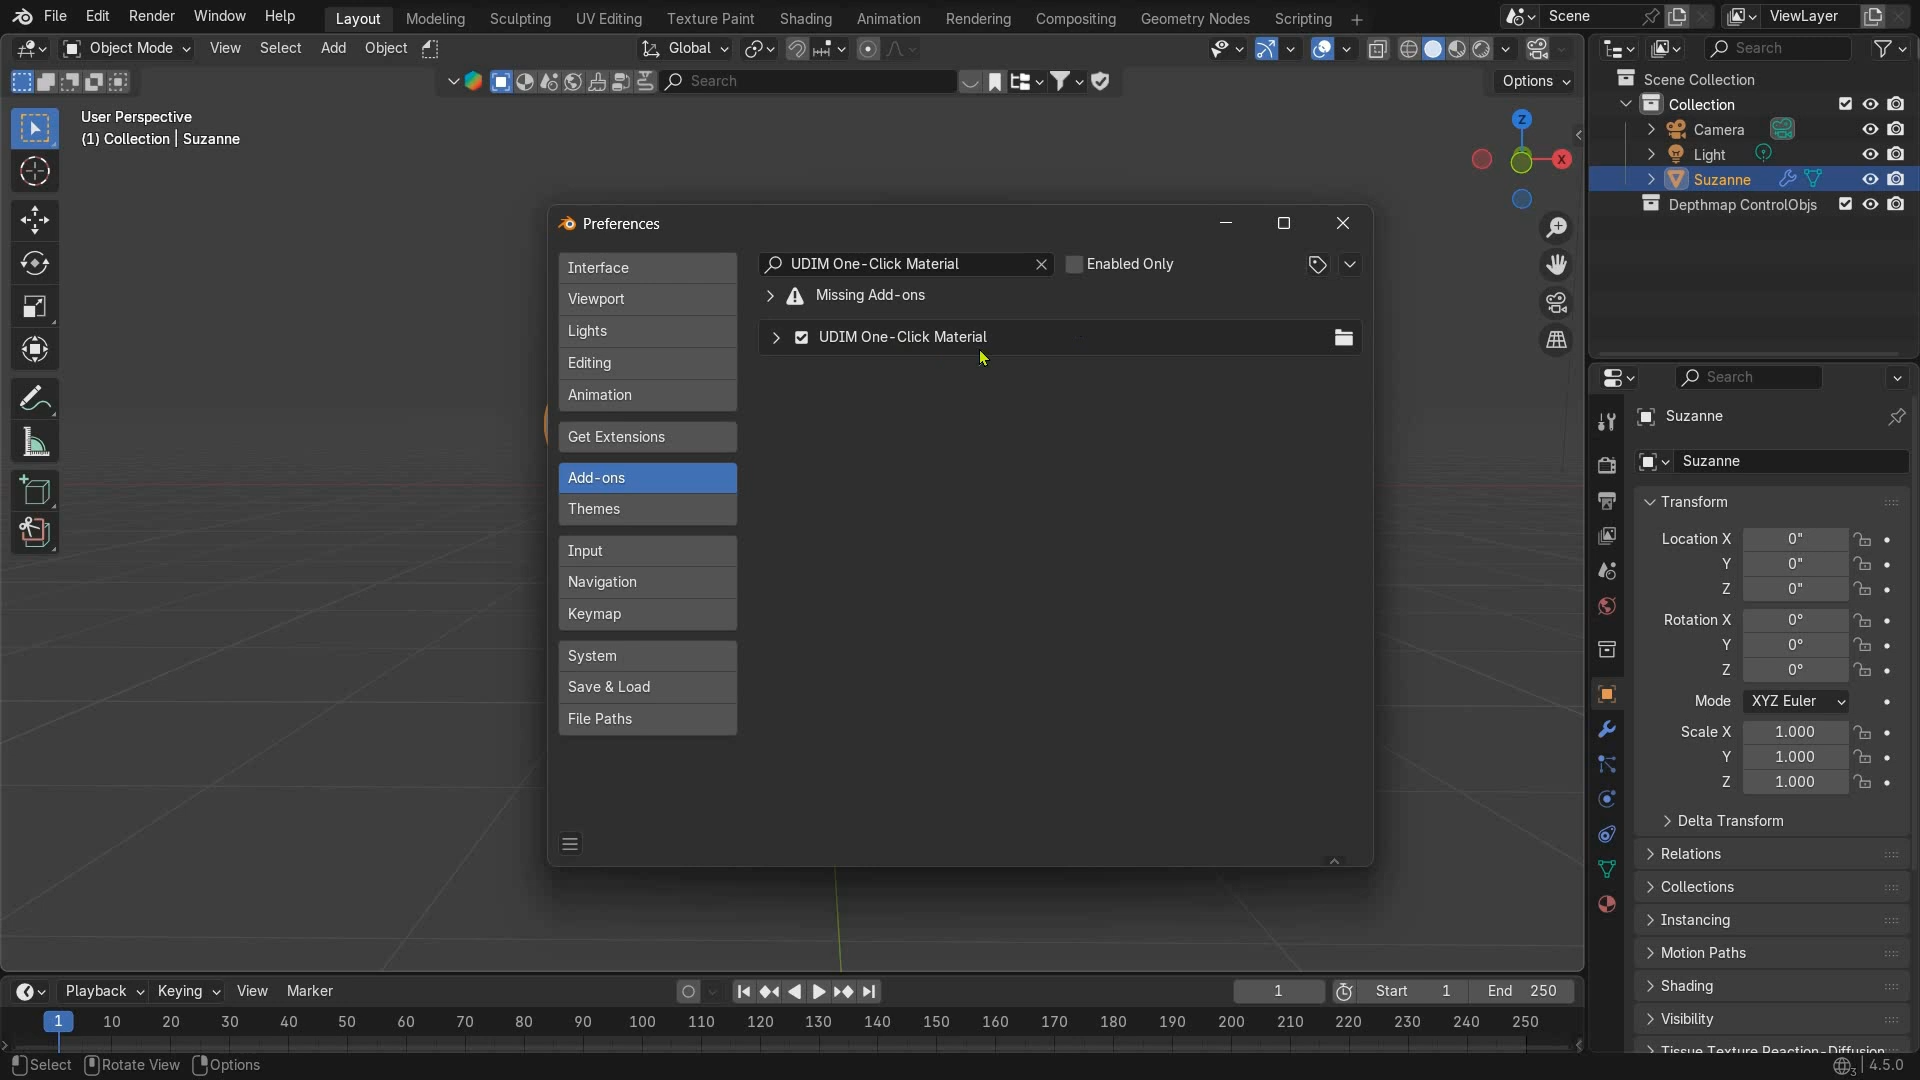 File Edit Render Window Help Layout Modeling Sculpting UV Editing Texture Paint Shading Animation Rendering Compositing Geometry Nodes Scripting + Scene ViewLayer
Object Mode View Select Add Object Global Search
Search Options
User Perspective
(1) Collection | Suzanne
Z
X
Scene Collection
Collection
Camera
Light
Suzanne
Depthmap ControlObjs
Preferences
Interface
Viewport
Lights
Editing
Animation
Get Extensions
Add-ons
Themes
Input
Navigation
Keymap
System
Save & Load
File Paths
UDIM One-Click Material Enabled Only
Missing Add-ons
UDIM One-Click Material
Search
Suzanne
Suzanne
Transform
Location X 0"
Y 0"
Z 0"
Rotation X 0°
Y 0°
Z 0°
Mode XYZ Euler
Scale X 1.000
Y 1.000
Z 1.000
Delta Transform
Relations
Collections
Instancing
Motion Paths
Shading
Visibility
Tissue Texture Reaction-Diffusion
Playback Keying View Marker 1 Start 1 End 250
1 10 20 30 40 50 60 70 80 90 100 110 120 130 140 150 160 170 180 190 200 210 220 230 240 250
Select Rotate View Options 3 4.5.0